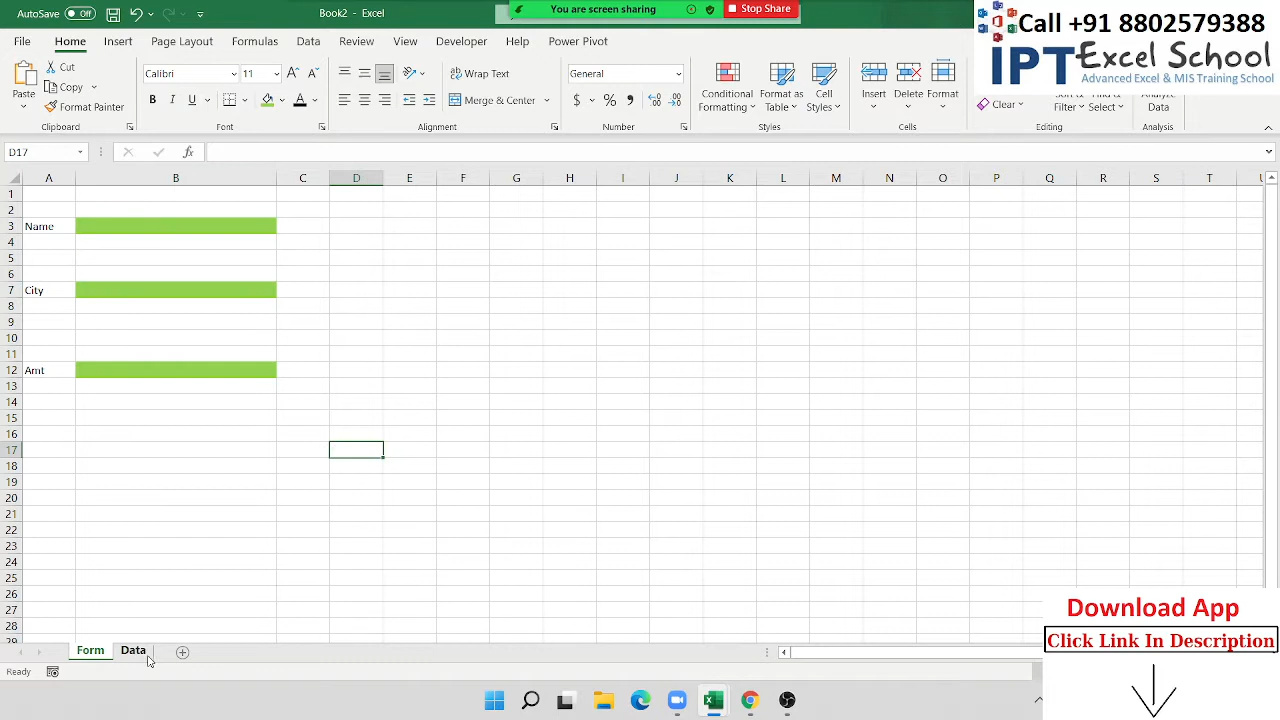 AutoSave Off Book2 - Excel You are screen sharing Stop Share
Call +91 8802579388
IPT Excel School
Advanced Excel & MIS Training School
File Home Insert Page Layout Formulas Data Review View Developer Help Power Pivot
Paste Cut Copy Format Painter
Calibri 11
B I U A
Wrap Text
Merge & Center
General
$ % 9
Conditional Formatting Format as Table Cell Styles
Insert Delete Format
Clear Filter Select Data
Clipboard Font Alignment Number Styles Cells Editing Analysis
D17 fx
A B C D E F G H I J K L M N O P Q R S T
1
2
3 Name
4
5
6
7 City
8
9
10
11
12 Amt
13
14
15
16
17
18
19
20
21
22
23
24
25
26
27
28
Form Data
Ready
Download App
Click Link In Description